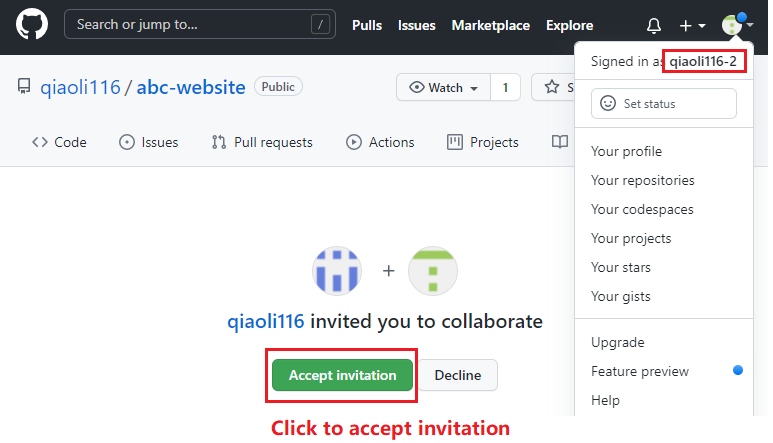 Search or jump to... /
Pulls Issues Marketplace Explore
Signed in as qiaoli116-2
qiaoli116 / abc-website Public
Watch 1
Set status
Code Issues Pull requests Actions Projects
Your profile
Your repositories
Your codespaces
Your projects
Your stars
Your gists
+
qiaoli116 invited you to collaborate
Upgrade
Accept invitation Decline
Feature preview
Help
Click to accept invitation